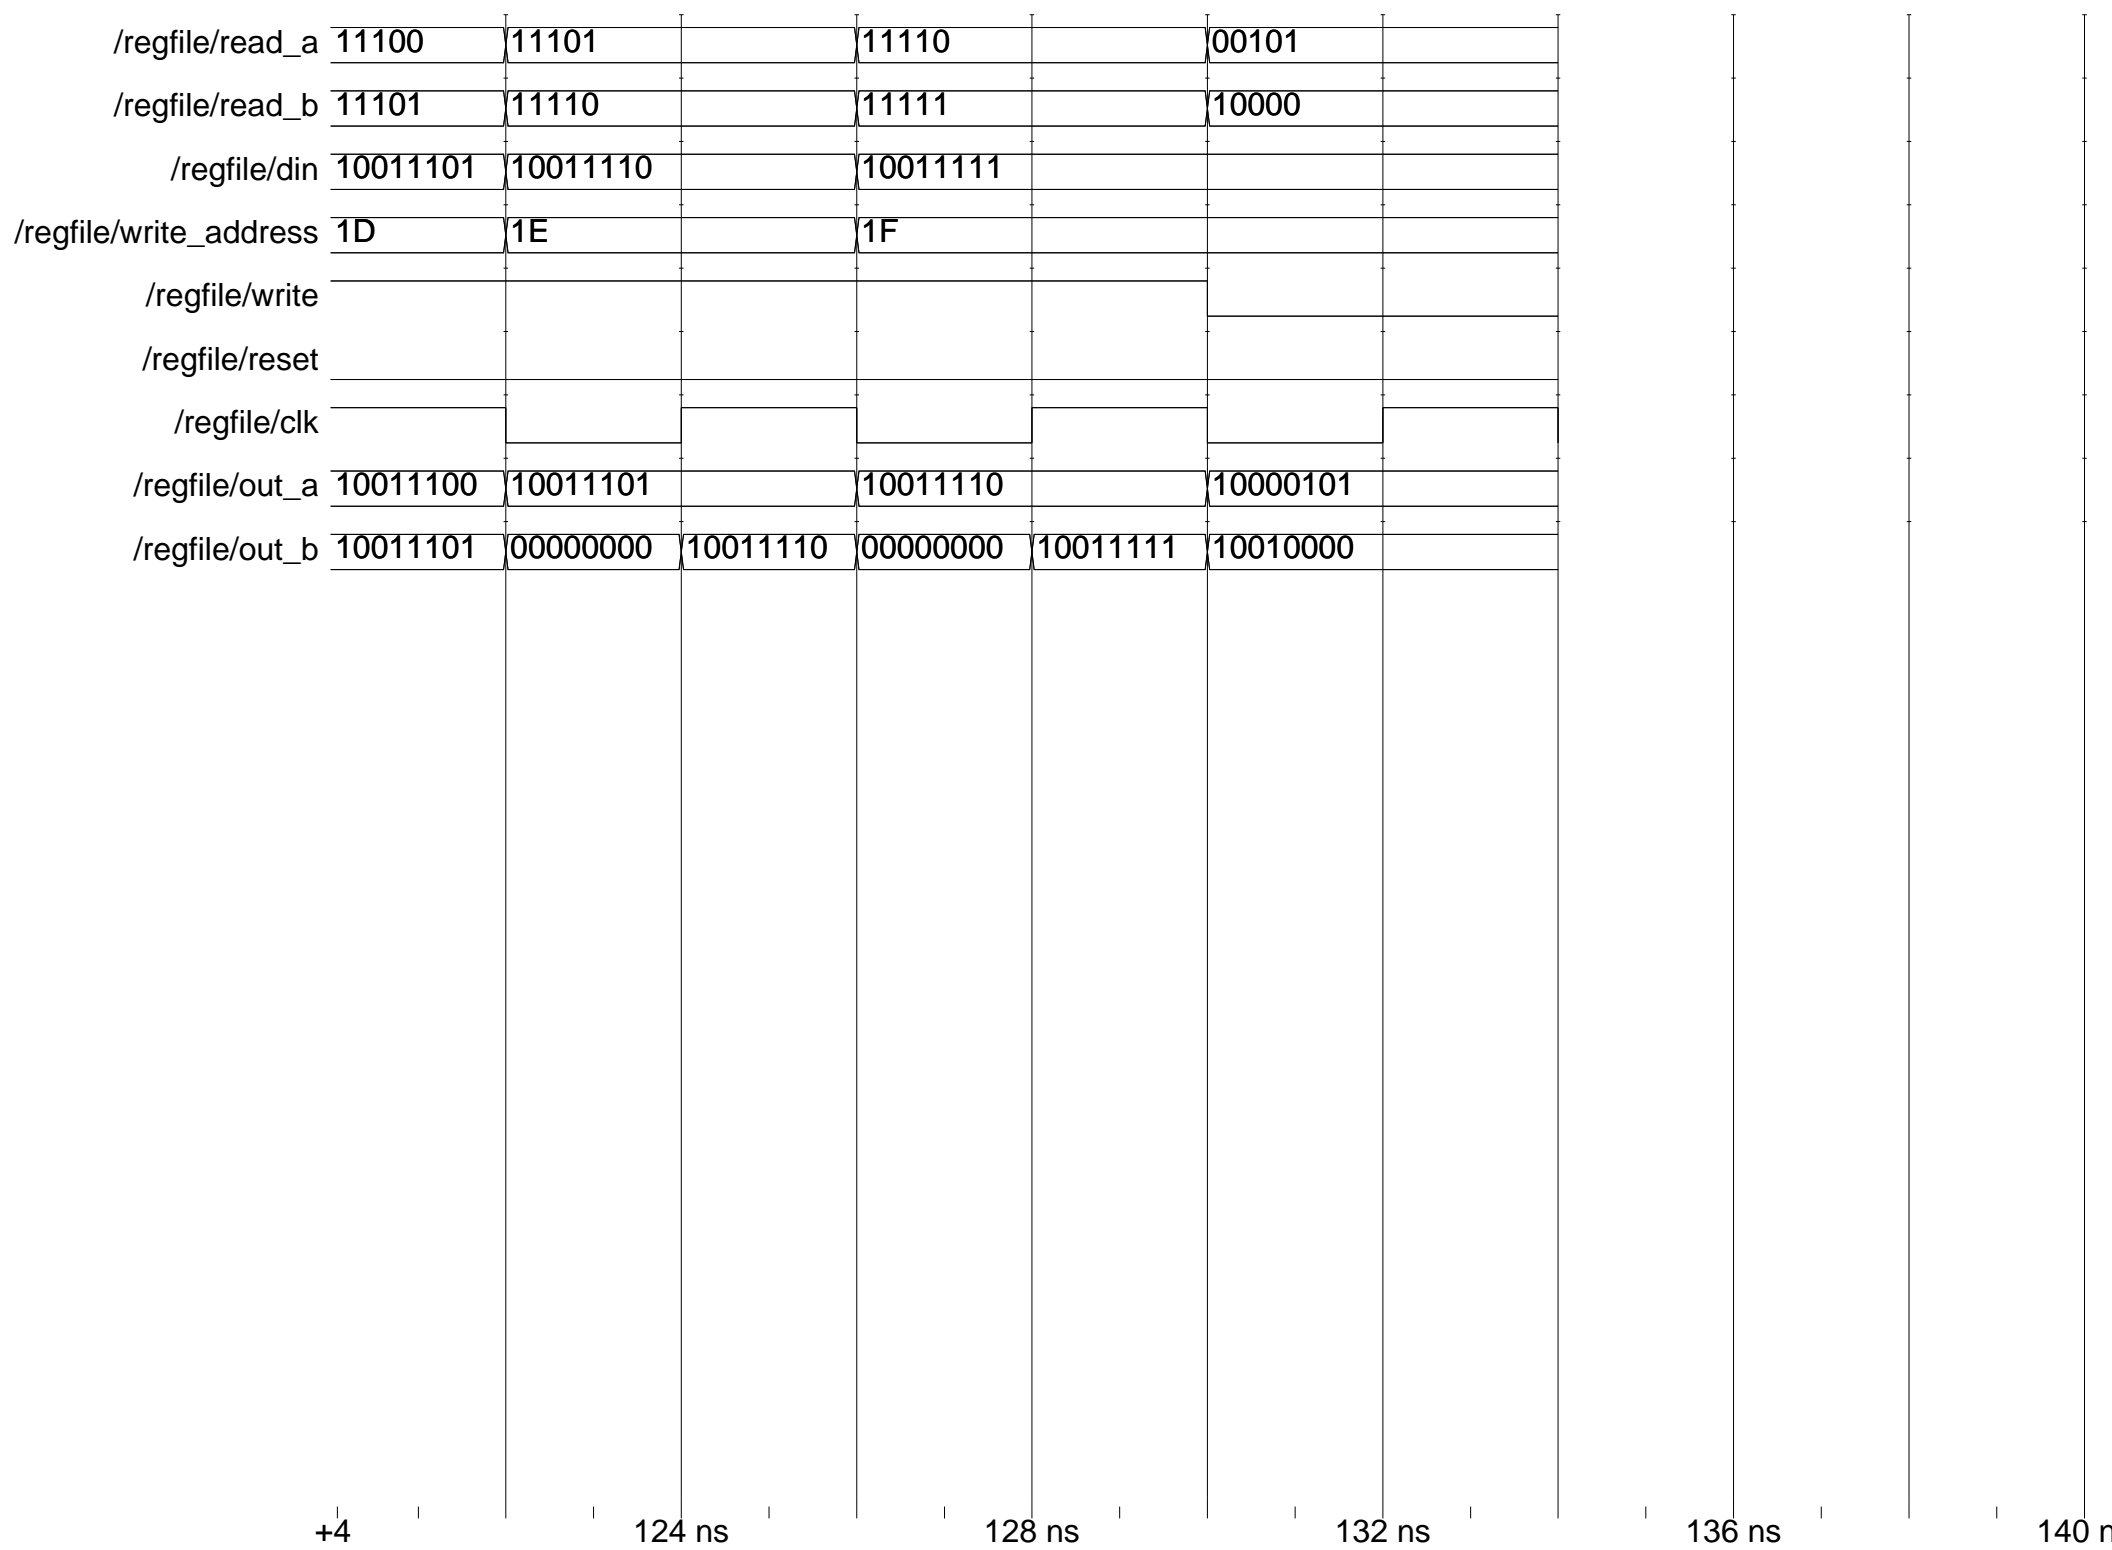 /regfile/read_a 11100 11101 11110 00101
/regfile/read_b 11101 11110 11111 10000
/regfile/din 10011101 10011110 10011111
/regfile/write_address 1D 1E 1F
/regfile/write
/regfile/reset
/regfile/clk
/regfile/out_a 10011100 10011101 10011110 10000101
/regfile/out_b 10011101 00000000 10011110 00000000 10011111 10010000
+4 124 ns 128 ns 132 ns 136 ns 140 n